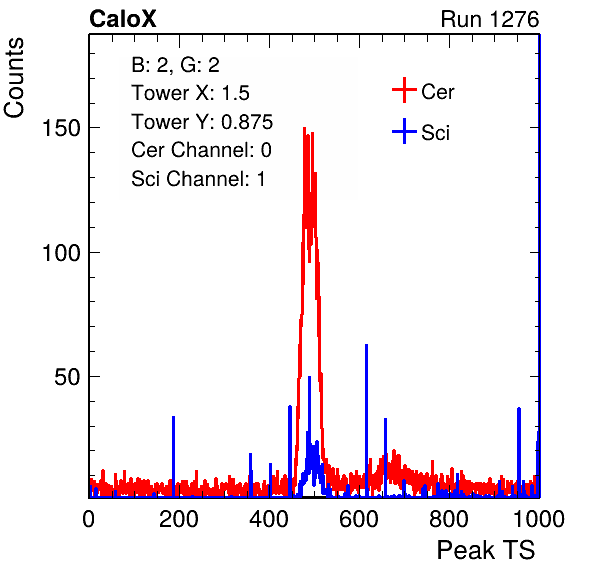 CaloX Run 1276
Counts
B: 2, G: 2
Tower X: 1.5
Tower Y: 0.875
Cer Channel: 0
Sci Channel: 1
Cer
Sci
150
100
50
0 200 400 600 800 1000
Peak TS